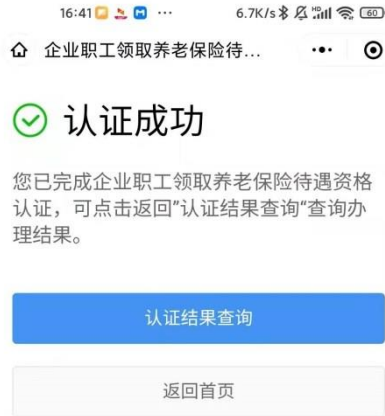 16:41 ··· 6.7K/s HD 60
企业职工领取养老保险待... ···
认证成功
您已完成企业职工领取养老保险待遇资格
认证，可点击返回"认证结果查询"查询办
理结果。
认证结果查询
返回首页